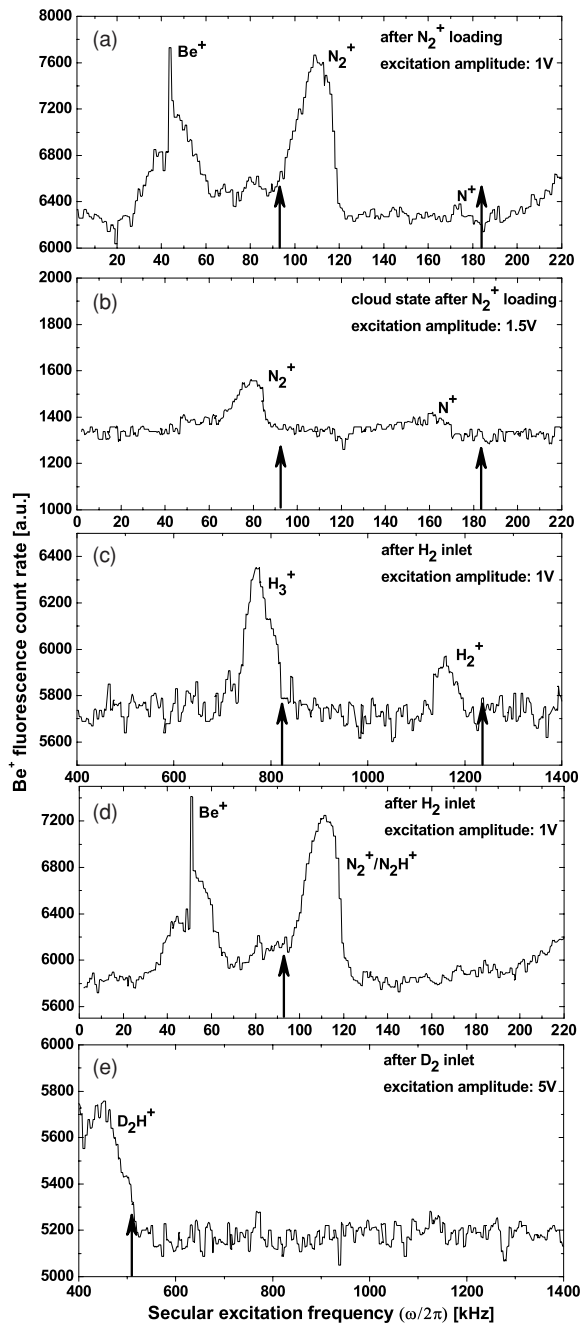 Be⁺ fluorescence count rate [a.u.]
(a)
after N₂⁺ loading
excitation amplitude: 1V
Be⁺
N₂⁺
N⁺
8000
7600
7200
6800
6400
6000
20 40 60 80 100 120 140 160 180 200 220
(b)
cloud state after N₂⁺ loading
excitation amplitude: 1.5V
N₂⁺
N⁺
2000
1800
1600
1400
1200
1000
0 20 40 60 80 100 120 140 160 180 200 220
(c)
after H₂ inlet
excitation amplitude: 1V
H₃⁺
H₂⁺
6400
6200
6000
5800
5600
400 600 800 1000 1200 1400
(d)
after H₂ inlet
excitation amplitude: 1V
Be⁺
N₂⁺/N₂H⁺
7200
6800
6400
6000
5600
0 20 40 60 80 100 120 140 160 180 200 220
(e)
after D₂ inlet
excitation amplitude: 5V
D₂H⁺
6000
5800
5600
5400
5200
5000
400 600 800 1000 1200 1400
Secular excitation frequency (ω/2π) [kHz]